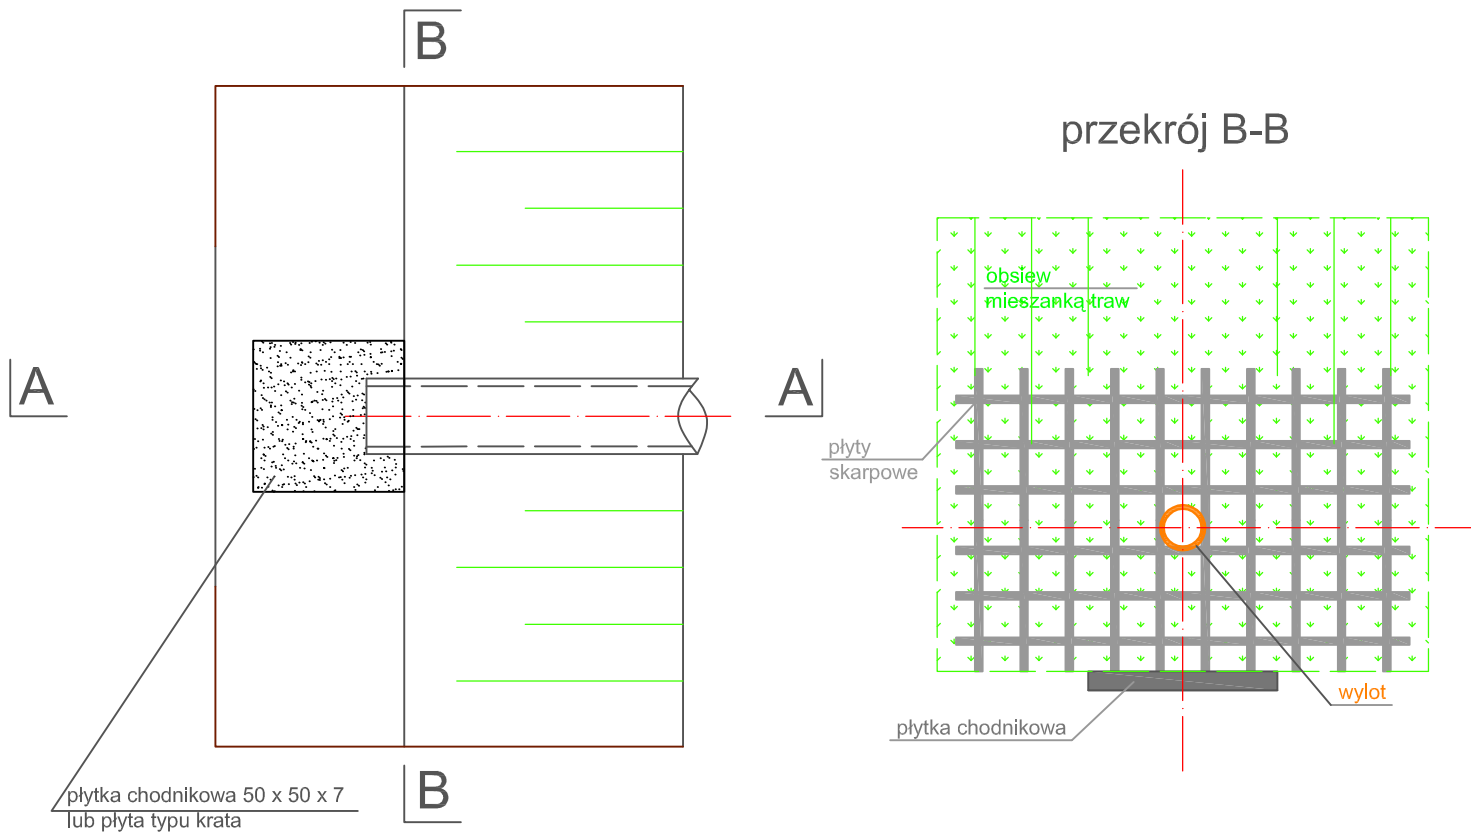 B
przekrój B-B
obsiew
mieszanką traw
A
A
płyty
skarpowe
wylot
płytka chodnikowa
B
płytka chodnikowa 50 x 50 x 7
lub płyta typu krata